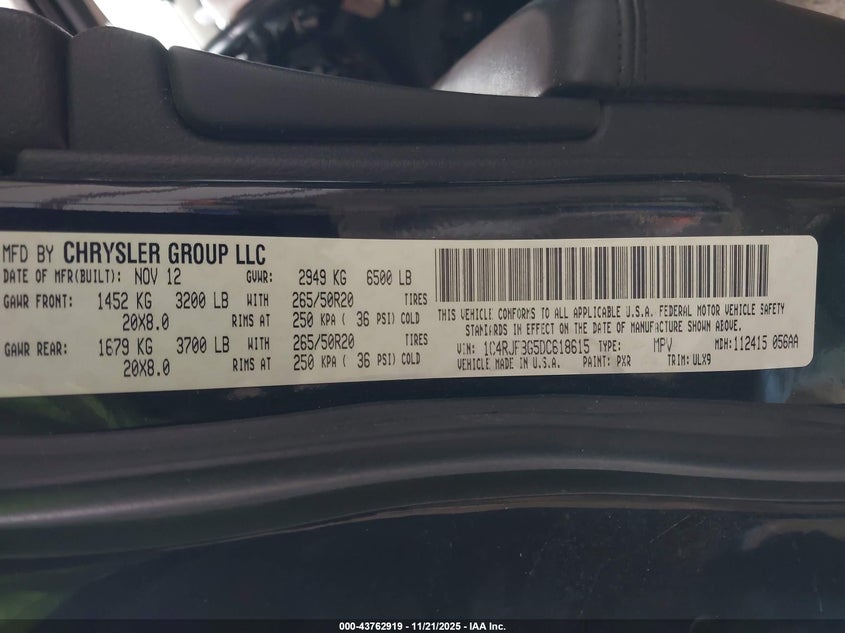 MFD BY CHRYSLER GROUP LLC
DATE OF MFR(BUILT): NOV 12 GVWR: 2949 KG 6500 LB
GAWR FRONT: 1452 KG 3200 LB WITH 265/50R20 TIRES
20X8.0 RIMS AT 250 KPA ( 36 PSI) COLD
GAWR REAR: 1679 KG 3700 LB WITH 265/50R20 TIRES
20X8.0 RIMS AT 250 KPA ( 36 PSI) COLD
THIS VEHICLE CONFORMS TO ALL APPLICABLE U.S.A. FEDERAL MOTOR VEHICLE SAFETY
STANDARDS IN EFFECT ON THE DATE OF MANUFACTURE SHOWN ABOVE.
VIN: 1C4RJF3G5DC618615 TYPE: MPV MDH:112415 056AA
VEHICLE MADE IN U.S.A. PAINT: PXR TRIM: ULX9
000-43762919 - 11/21/2025 - IAA Inc.